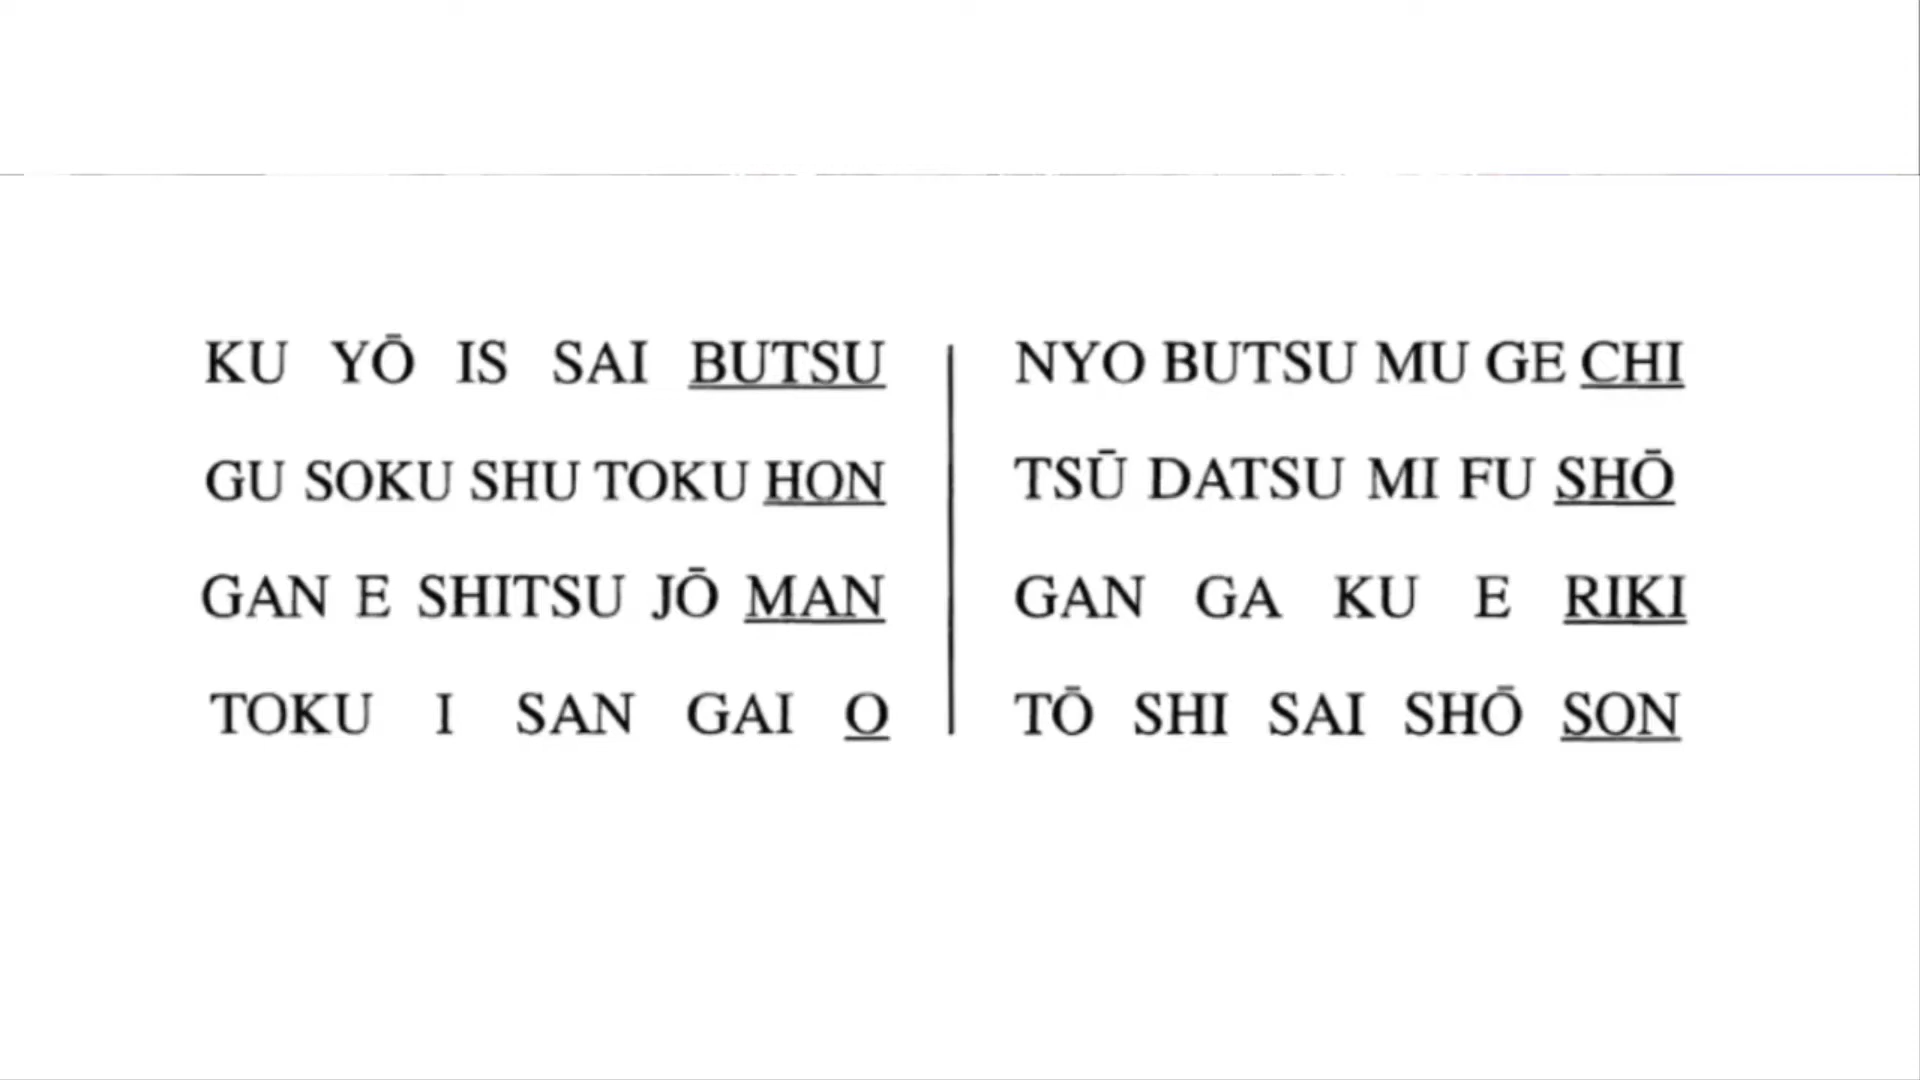 KU YŌ IS SAI BUTSU
GU SOKU SHU TOKU HON
GAN E SHITSU JŌ MAN
TOKU I SAN GAI O
NYO BUTSU MU GE CHI
TSŪ DATSU MI FU SHŌ
GAN GA KU E RIKI
TŌ SHI SAI SHŌ SON